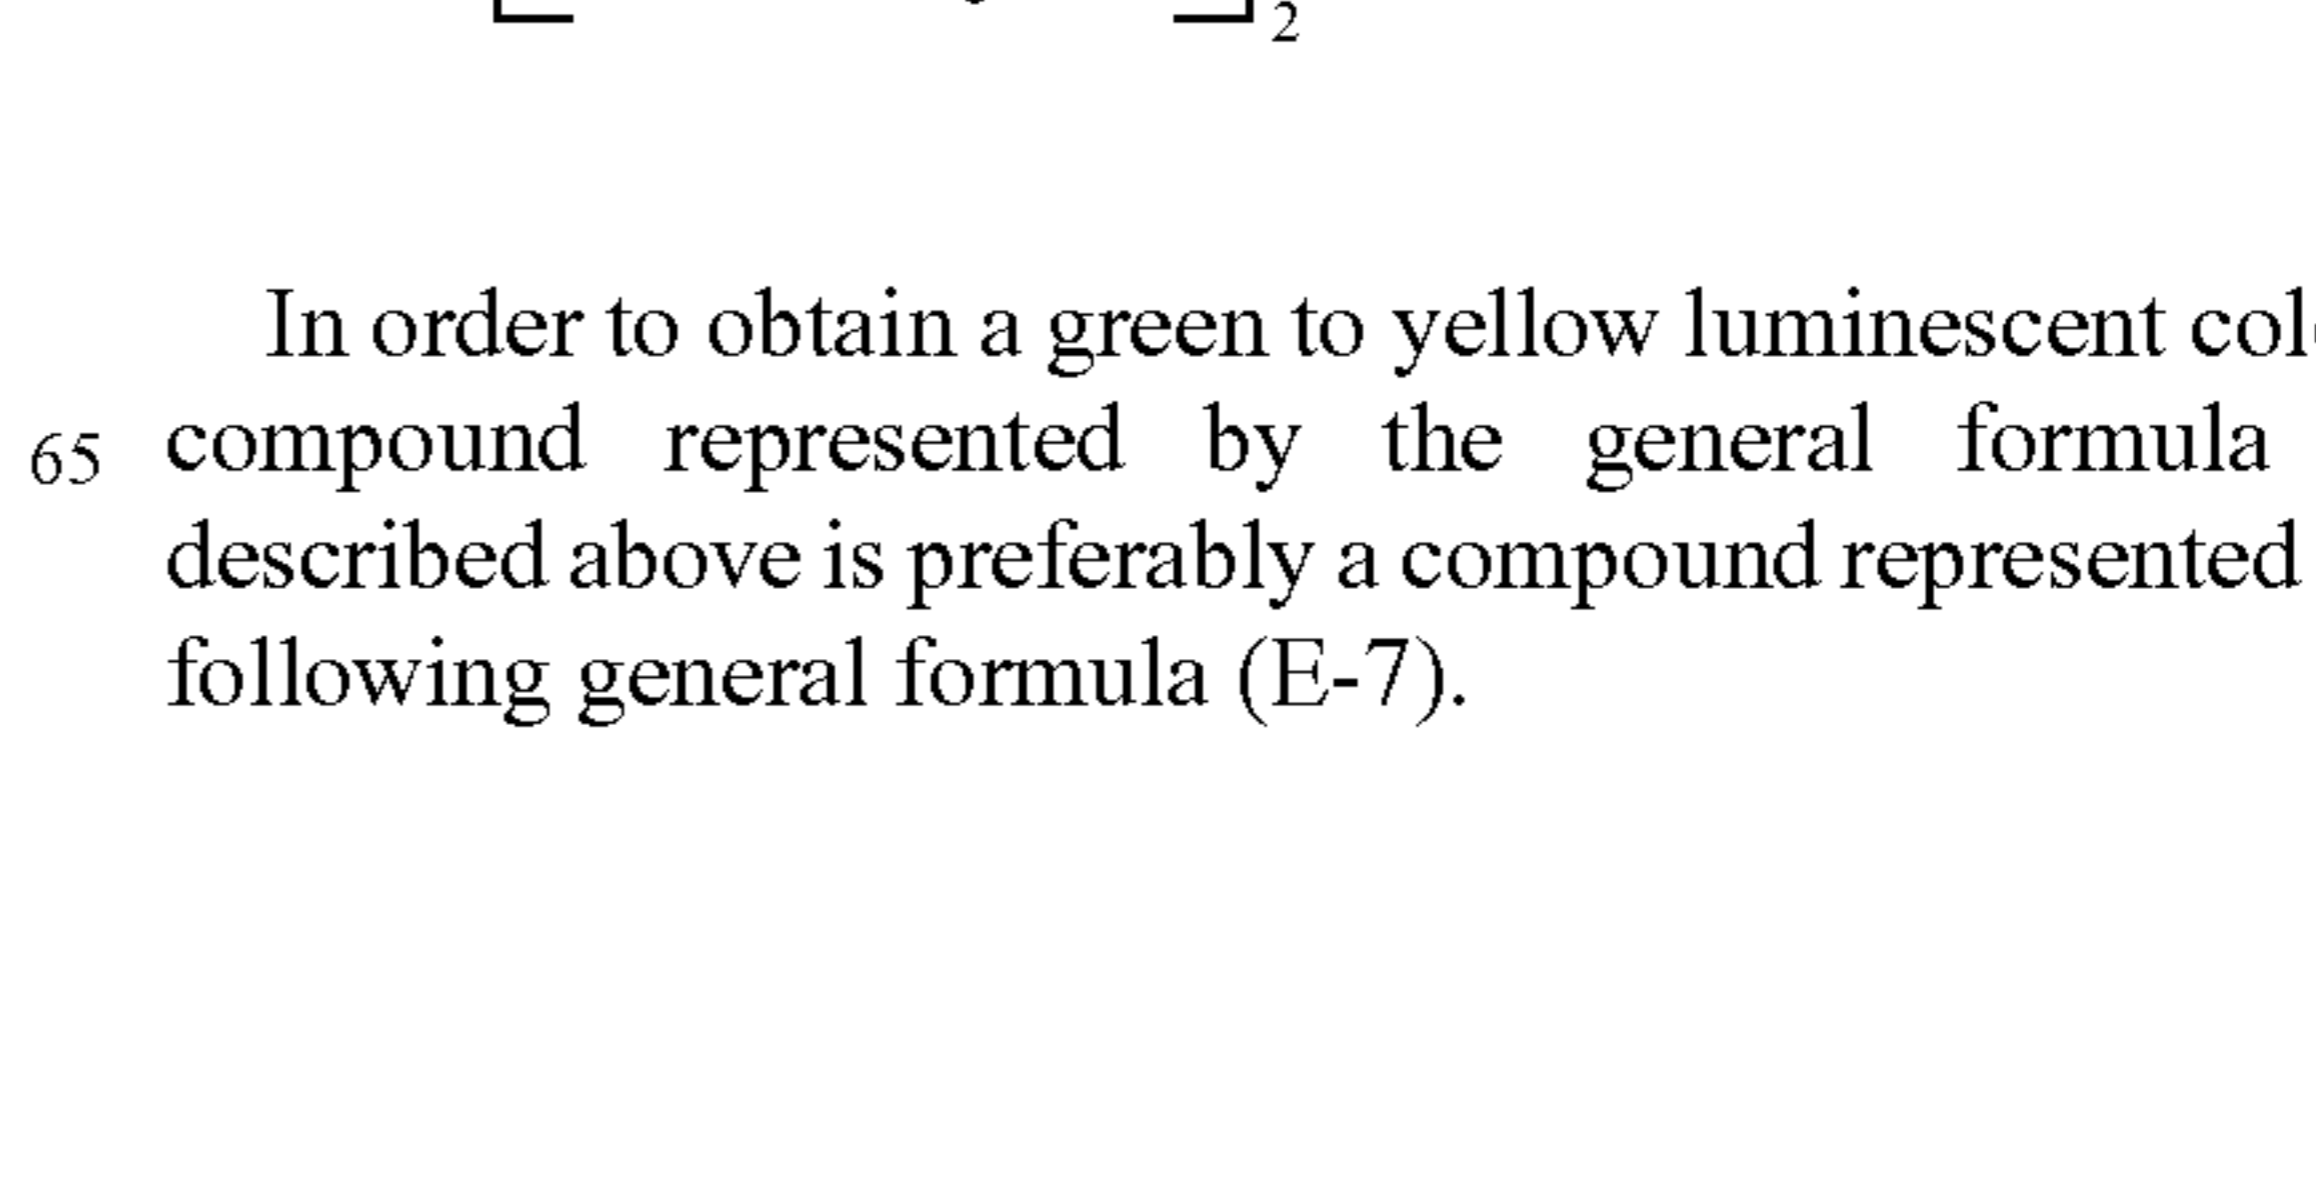 2
In order to obtain a green to yellow luminescent
65 compound represented by the general formula
described above is preferably a compound represented
following general formula (E-7).